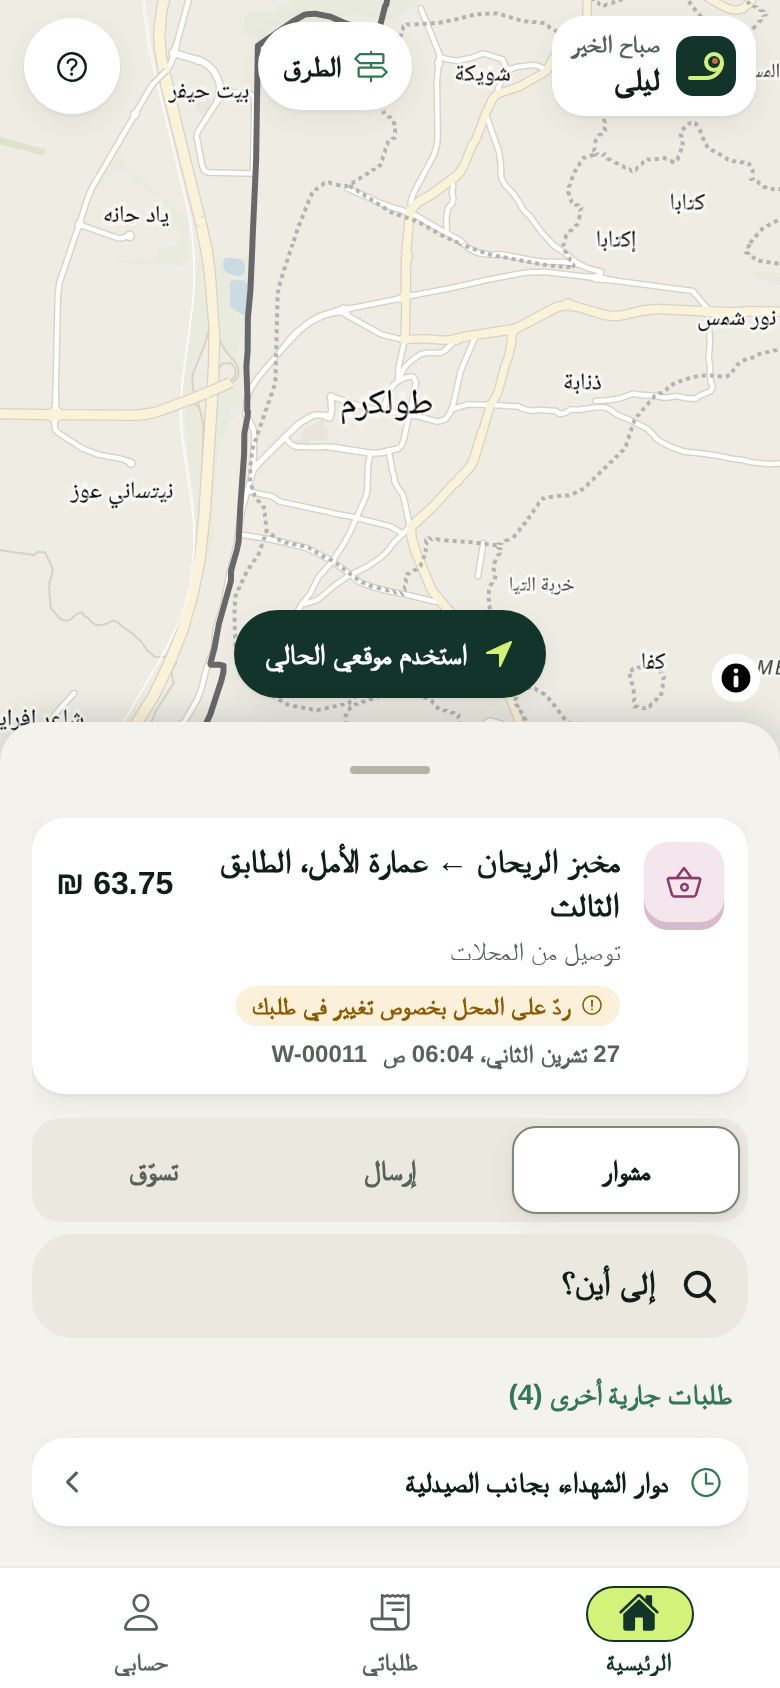 صباح الخير
ليلى
الطرق
شويكة
بيت حيفر
كتابا
ياد حانه
إكتابا
نور شمس
ذنابة
طولكرم
نيتساني عوز
خربة التيا
كفا
استخدم موقعي الحالي
مخبز الريحان ← عمارة الأمل، الطابق الثالث
63.75 ₪
توصيل من المحلات
ردّ على المحل بخصوص تغيير في طلبك
27 تشرين الثاني، 06:04 ص W-00011
مشوار
إرسال
تسوّق
إلى أين؟
طلبات جارية أخرى (4)
دوار الشهداء، بجانب الصيدلية
الرئيسية
طلباتي
حسابي